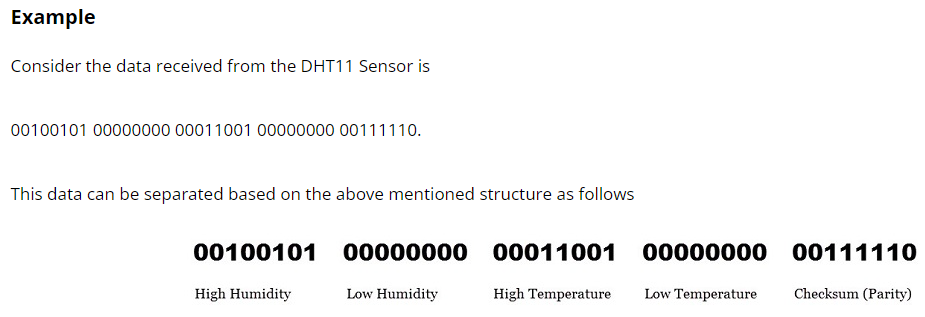 Example
Consider the data received from the DHT11 Sensor is
00100101 00000000 00011001 00000000 00111110.
This data can be separated based on the above mentioned structure as follows
00100101 00000000 00011001 00000000 00111110
High Humidity Low Humidity High Temperature Low Temperature Checksum (Parity)